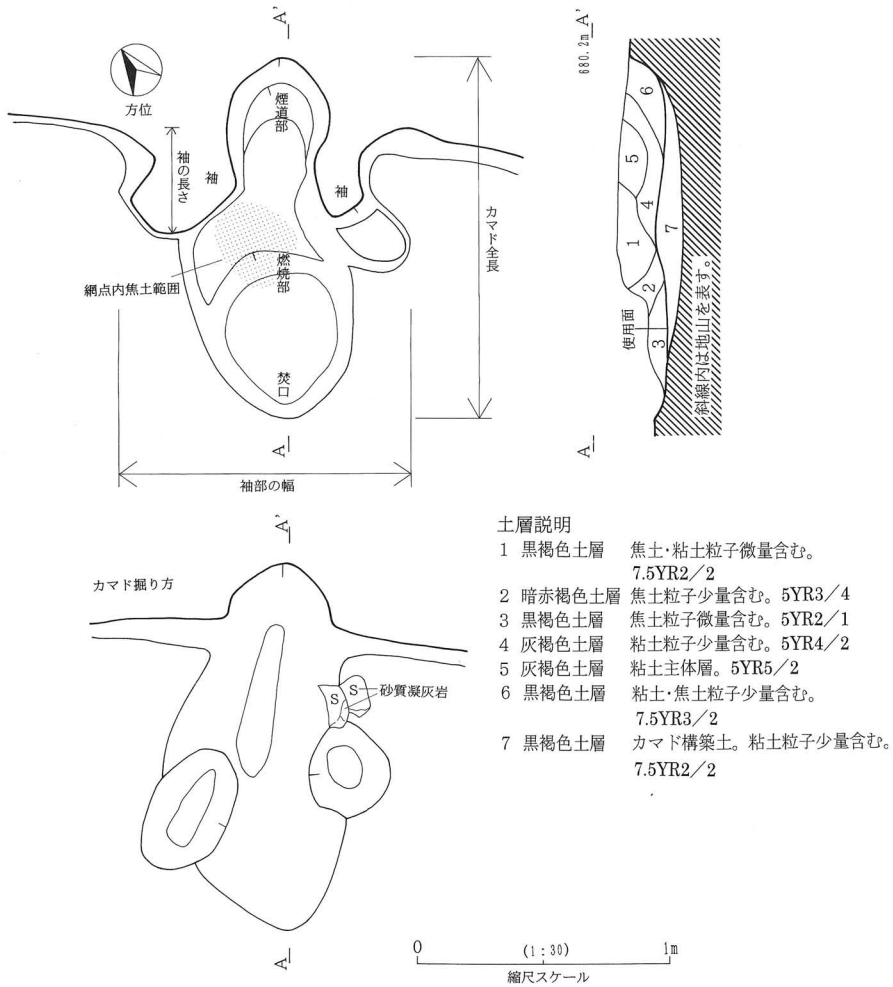 A'
680.2m A'
方位
煙道部
袖の長さ
袖
袖
カマド全長
網点内焦土範囲
燃焼部
焚口
A
袖部の幅
6
5
4
1
7
2
3
使用面
斜線内は地山を表す。
A
A'
カマド掘り方
S
S
砂質凝灰岩
A
土層説明
1 黒褐色土層 焦土・粘土粒子微量含む。
7.5YR2/2
2 暗赤褐色土層 焦土粒子少量含む。5YR3/4
3 黒褐色土層 焦土粒子微量含む。5YR2/1
4 灰褐色土層 粘土粒子少量含む。5YR4/2
5 灰褐色土層 粘土主体層。5YR5/2
6 黒褐色土層 粘土・焦土粒子少量含む。
7.5YR3/2
7 黒褐色土層 カマド構築土。粘土粒子少量含む。
7.5YR2/2
0 (1:30) 1m
縮尺スケール